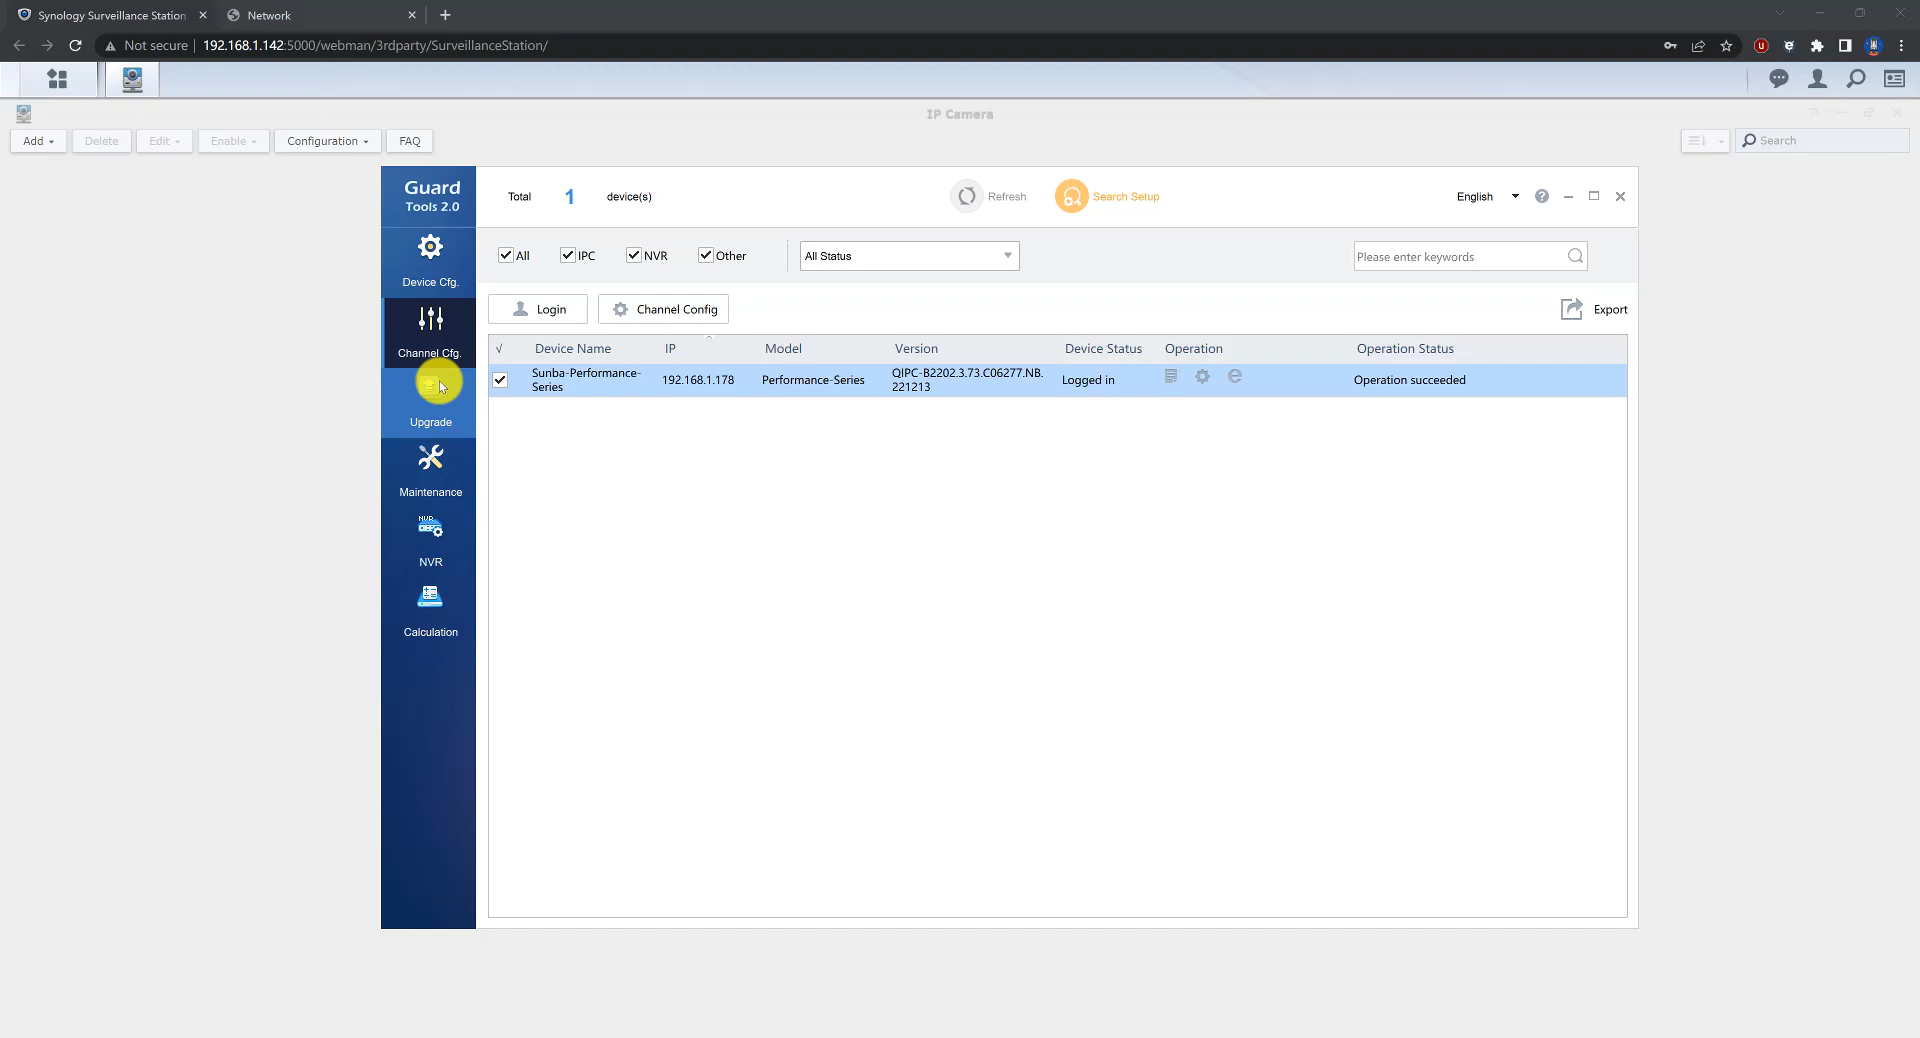 Synology Surveillance Station
Network
Not secure
192.168.1.142:5000/webman/3rdparty/SurveillanceStation/
IP Camera
Add
Delete
Edit
Enable
Configuration
FAQ
Search
Guard
Tools 2.0
Total 1 device(s)
Refresh
Search Setup
English
Device Cfg.
Channel Cfg.
Upgrade
Maintenance
NVR
NVR
Calculation
All
IPC
NVR
Other
All Status
Please enter keywords
Login
Channel Config
Export
√ Device Name IP Model Version Device Status Operation Operation Status
Sunba-Performance-
Series
192.168.1.178
Performance-Series
QIPC-B2202.3.73.C06277.NB.
221213
Logged in
Operation succeeded